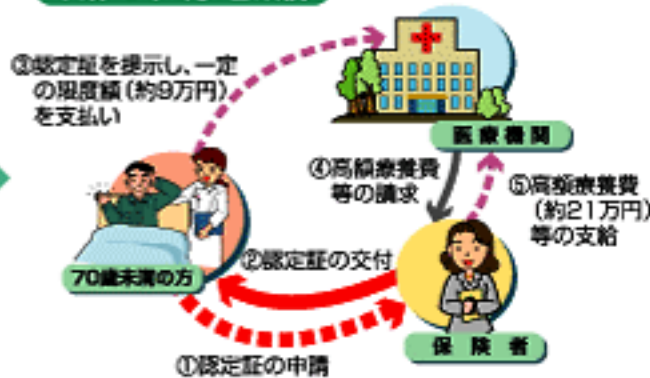 ③認定証を提示し、一定
の限度額（約9万円）
を支払い
医療機関
④高額療養費
等の請求
⑤高額療養費
（約21万円）
等の支給
②認定証の交付
70歳未満の方
保険者
①認定証の申請